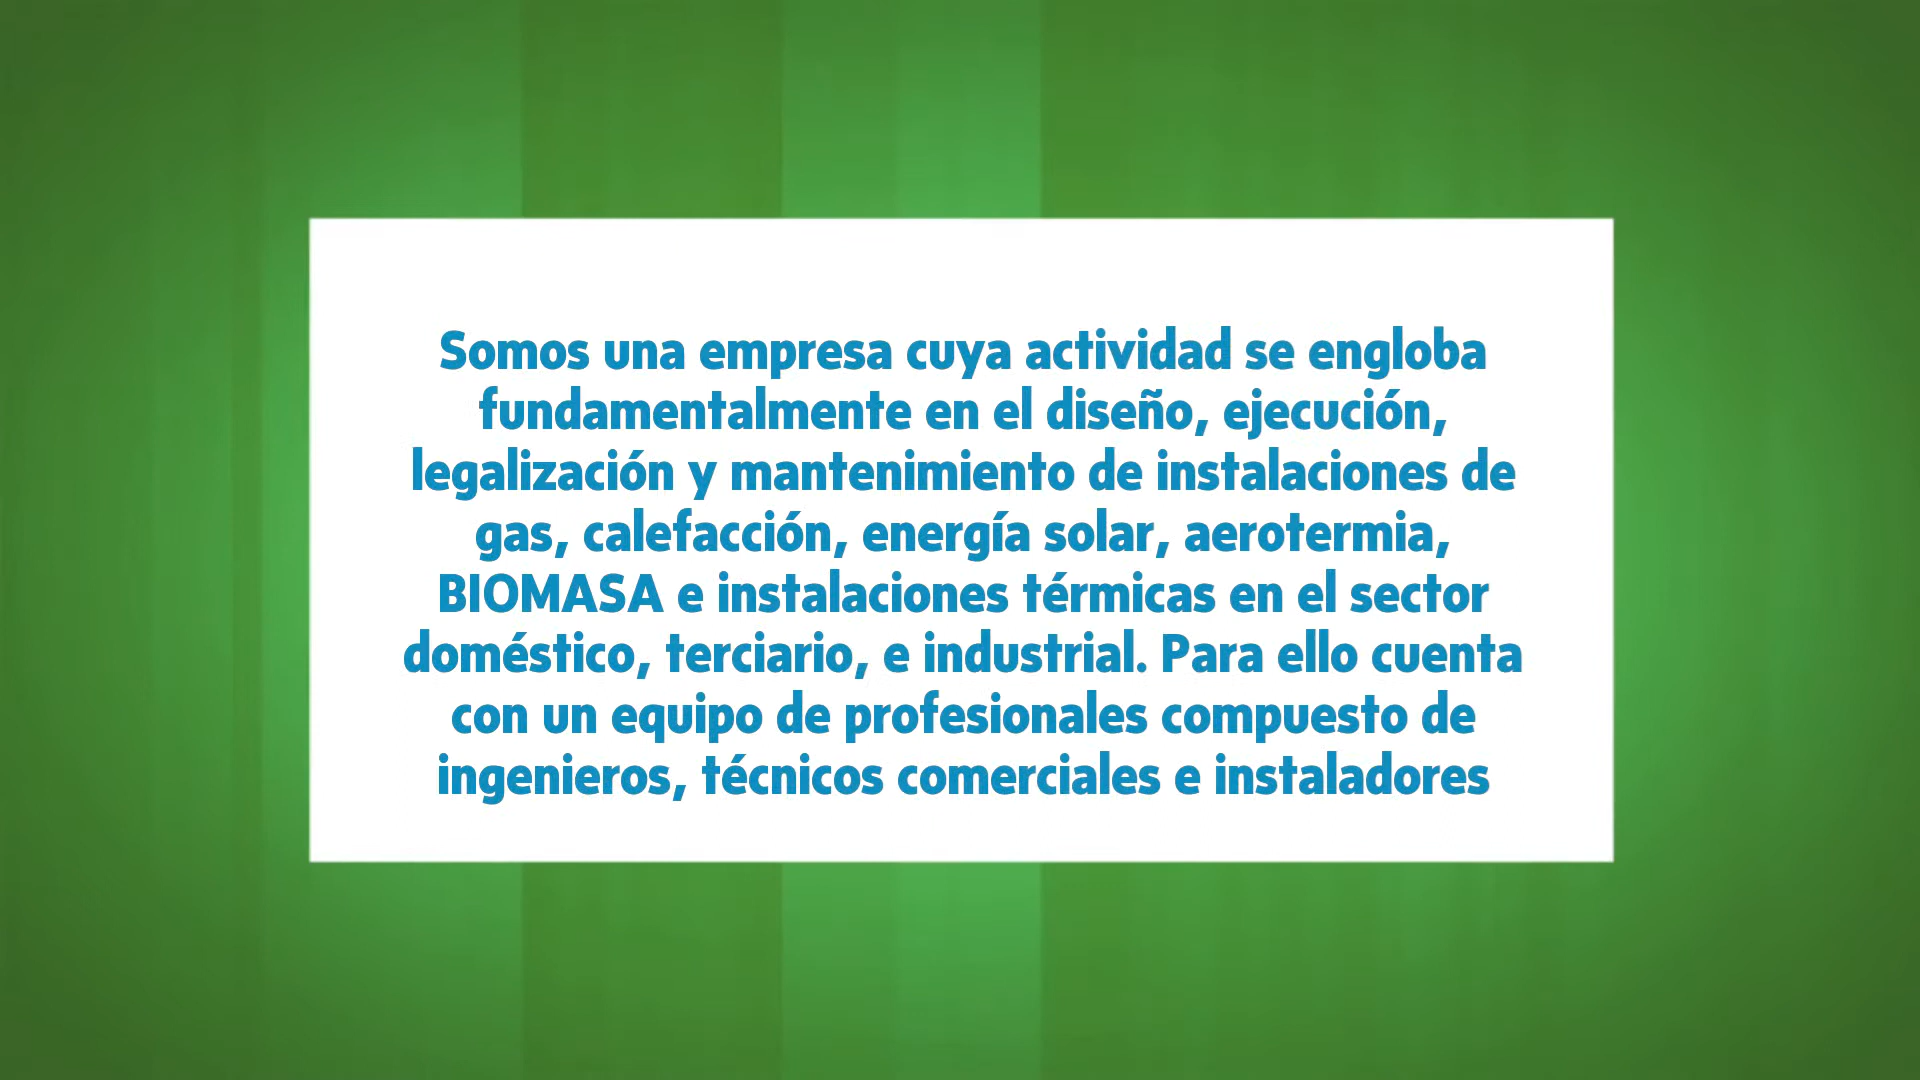 Somos una empresa cuya actividad se engloba
fundamentalmente en el diseño, ejecución,
legalización y mantenimiento de instalaciones de
gas, calefacción, energía solar, aerotermia,
BIOMASA e instalaciones térmicas en el sector
doméstico, terciario, e industrial. Para ello cuenta
con un equipo de profesionales compuesto de
ingenieros, técnicos comerciales e instaladores